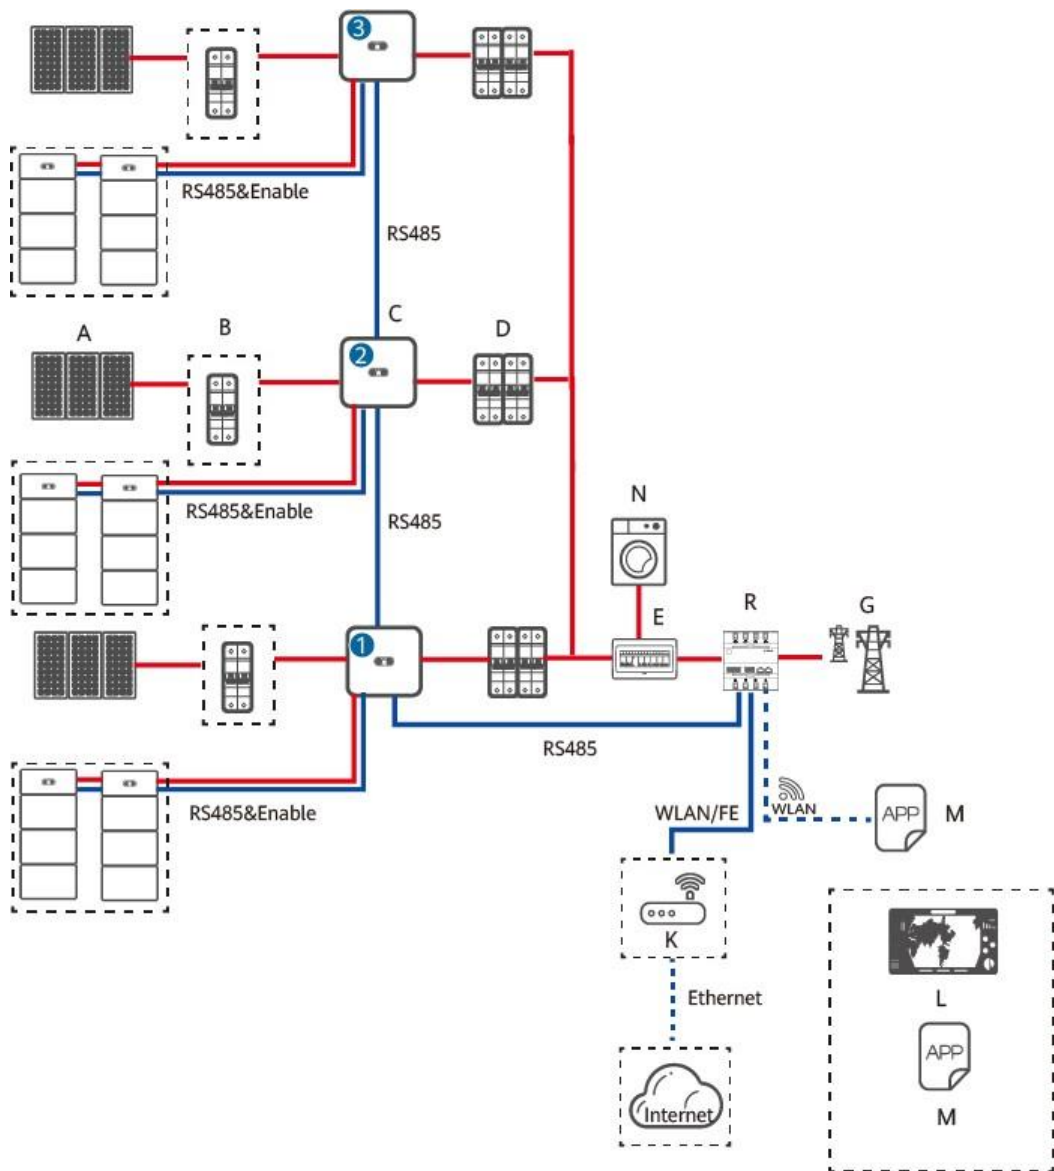 3
RS485&Enable
RS485
A
B
C
D
2
RS485&Enable
RS485
N
E
R
G
1
RS485
RS485&Enable
WLAN/FE
WLAN
APP
M
K
L
Ethernet
APP
Internet
M